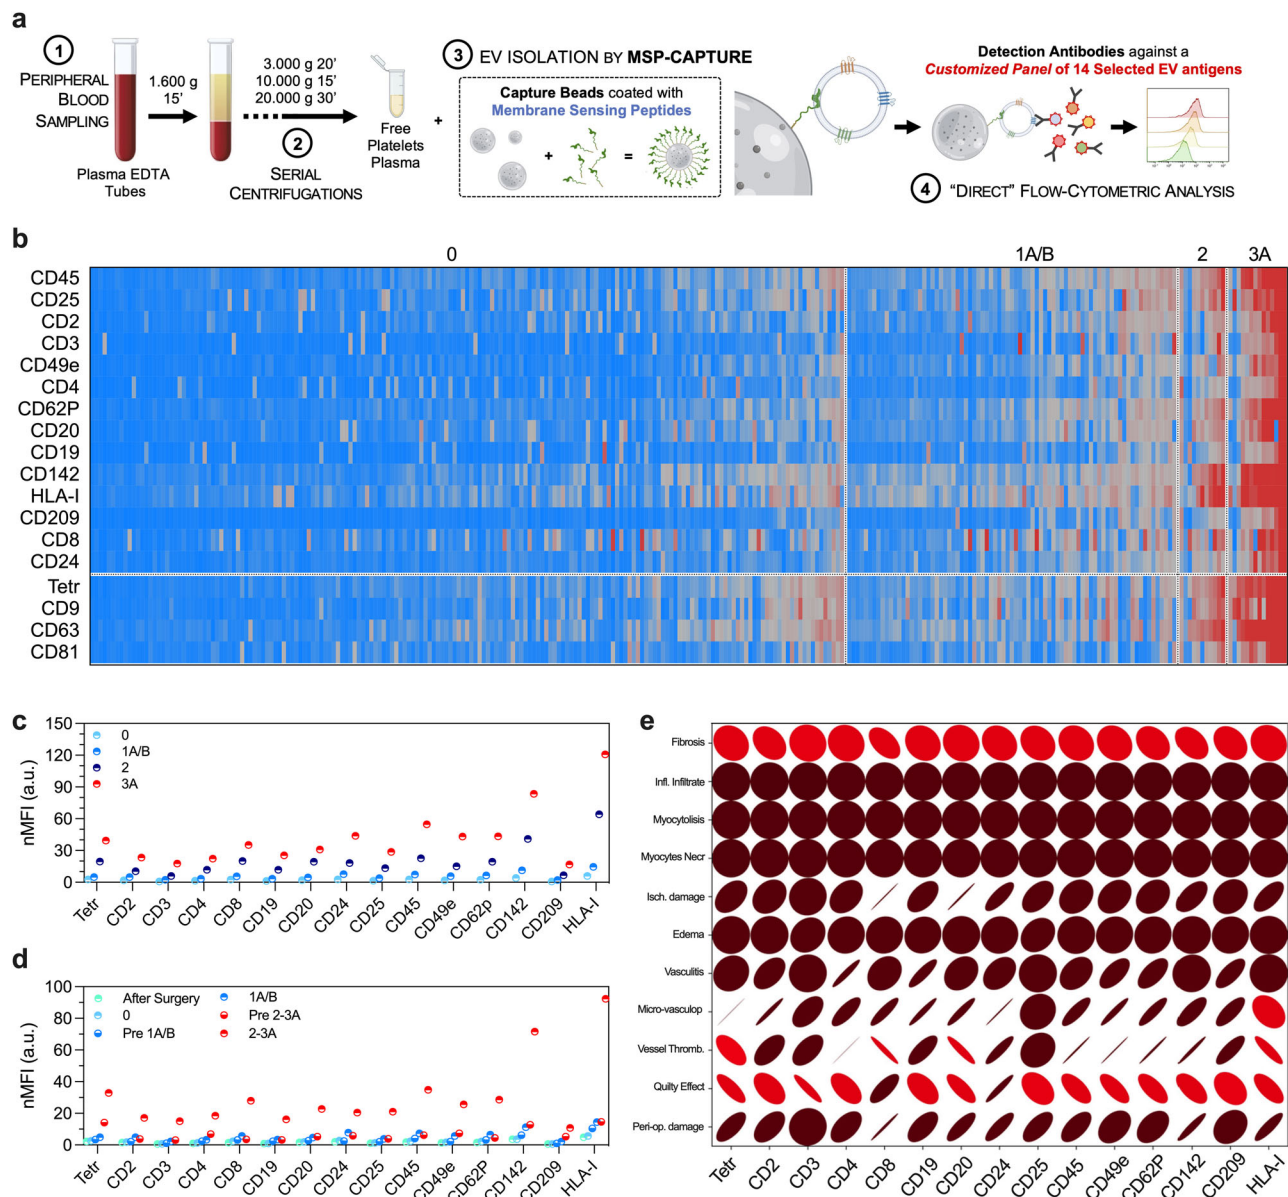 a
1
PERIPHERAL
BLOOD
SAMPLING
1.600 g
15'
Plasma EDTA
Tubes
3.000 g 20'
10.000 g 15'
20.000 g 30'
2
SERIAL
CENTRIFUGATIONS
Free
Platelets
Plasma
+
3 EV ISOLATION BY MSP-CAPTURE
Capture Beads coated with
Membrane Sensing Peptides
+ =
Detection Antibodies against a
Customized Panel of 14 Selected EV antigens
4 "DIRECT" FLOW-CYTOMETRIC ANALYSIS
b
0 1A/B 2 3A
CD45
CD25
CD2
CD3
CD49e
CD4
CD62P
CD20
CD19
CD142
HLA-I
CD209
CD8
CD24
Tetr
CD9
CD63
CD81
c
nMFI (a.u.)
150
120
90
60
30
0
0
1A/B
2
3A
Tetr CD2 CD3 CD4 CD8 CD19 CD20 CD24 CD25 CD45 CD49e CD62p CD142 CD209 HLA-I
d
nMFI (a.u.)
100
80
60
40
20
0
After Surgery 1A/B
0 Pre 2-3A
Pre 1A/B 2-3A
Tetr CD2 CD3 CD4 CD8 CD19 CD20 CD24 CD25 CD45 CD49e CD62P CD142 CD209 HLA-I
e
Fibrosis
Infl. Infiltrate
Myocytolisis
Myocytes Necr
Isch. damage
Edema
Vasculitis
Micro-vasculop
Vessel Thromb.
Quilty Effect
Peri-op. damage
Tetr CD2 CD3 CD4 CD8 CD19 CD20 CD24 CD25 CD45 CD49e CD62P CD142 CD209 HLA-I